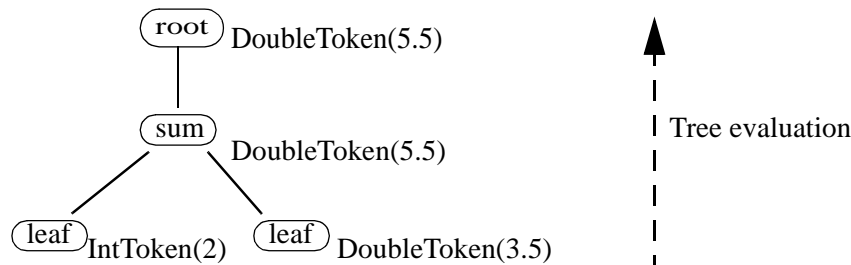 root DoubleToken(5.5)
Tree evaluation
sum DoubleToken(5.5)
leaf IntToken(2) leaf DoubleToken(3.5)